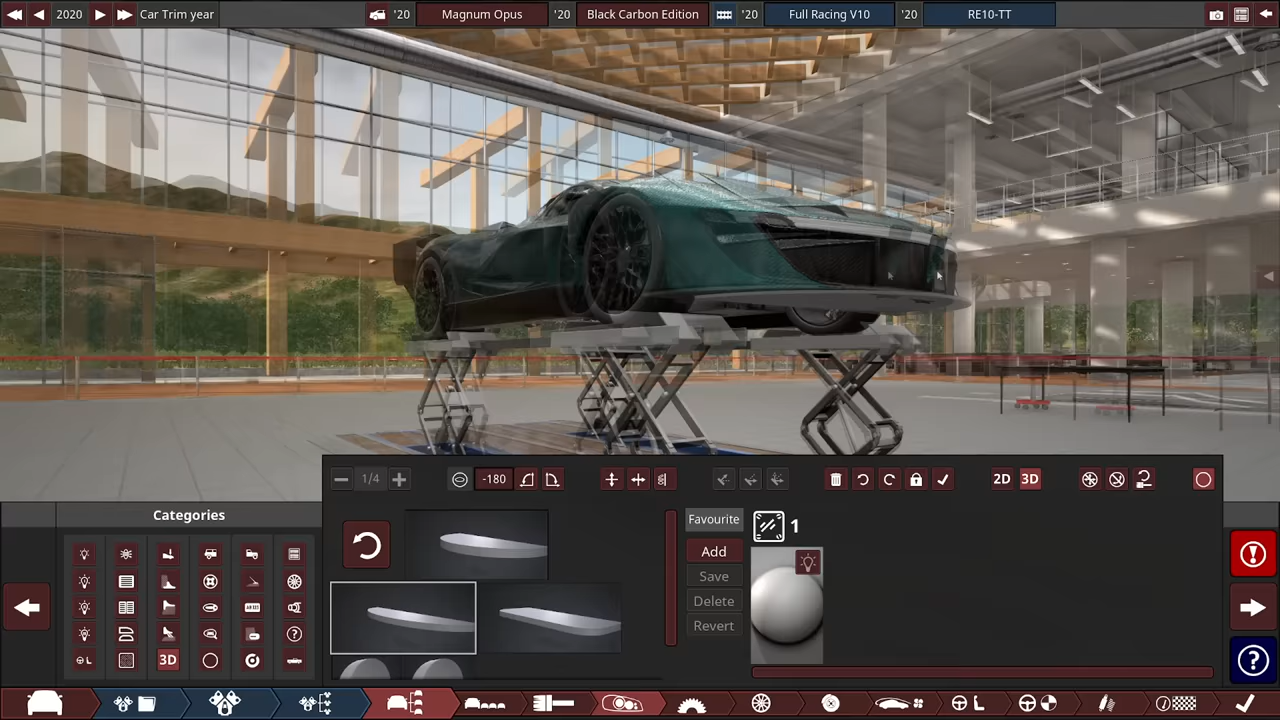 2020 Car Trim year '20 Magnum Opus '20 Black Carbon Edition '20 Full Racing V10 '20 RE10-TT
1/4 -180 2D 3D
Categories
Favourite 1
Add
Save
Delete
Revert
3D